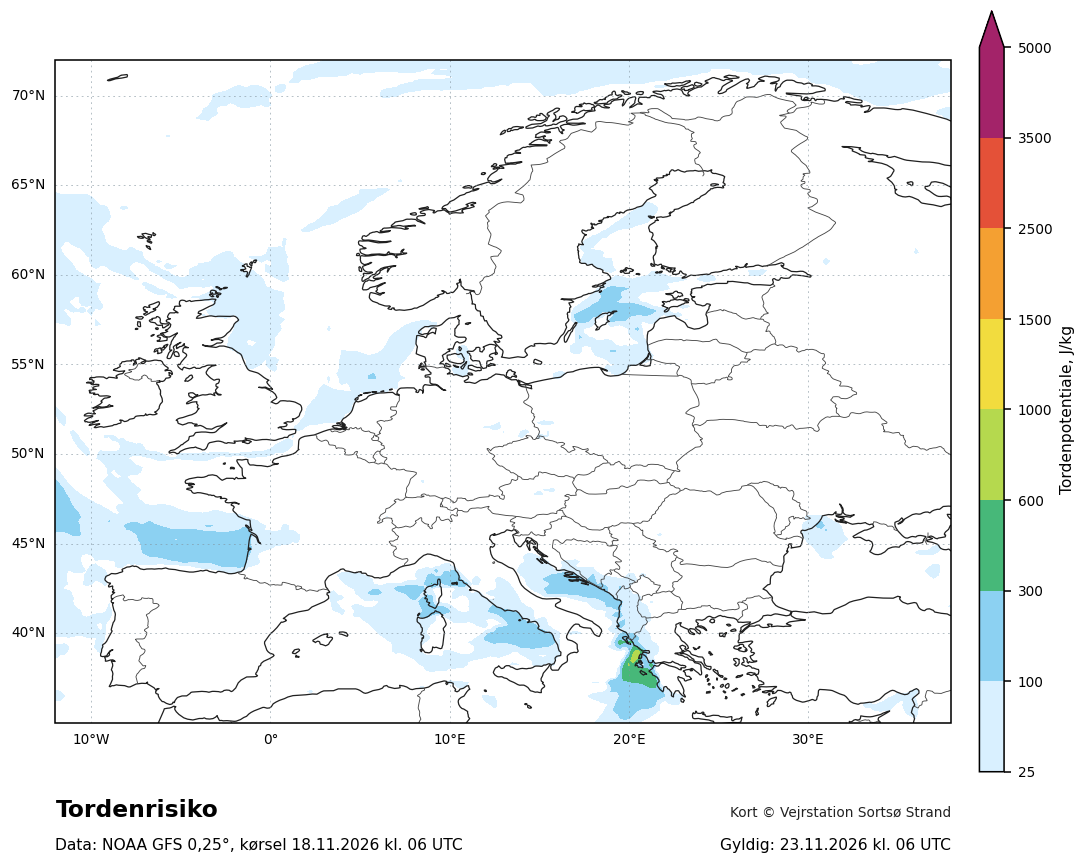 70°N
65°N
60°N
55°N
50°N
45°N
40°N
10°W
0°
10°E
20°E
30°E
5000
3500
2500
1500
1000
600
300
100
25
Tordenpotentiale, J/kg
Tordenrisiko
Kort © Vejrstation Sortsø Strand
Data: NOAA GFS 0,25°, kørsel 18.11.2026 kl. 06 UTC
Gyldig: 23.11.2026 kl. 06 UTC